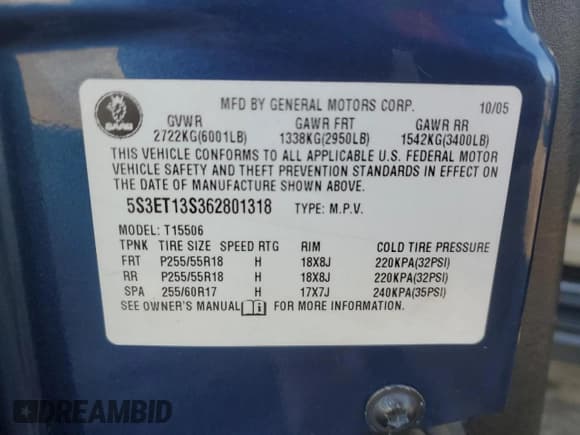 SAAB
MFD BY GENERAL MOTORS CORP. 10/05
GVWR GAWR FRT GAWR RR
2722KG(6001LB) 1338KG(2950LB) 1542KG(3400LB)
THIS VEHICLE CONFORMS TO ALL APPLICABLE U.S. FEDERAL MOTOR
VEHICLE SAFETY AND THEFT PREVENTION STANDARDS IN EFFECT ON
THE DATE OF MANUFACTURE SHOWN ABOVE.
5S3ET13S362801318 TYPE: M.P.V.
MODEL: T15506
TPNK TIRE SIZE SPEED RTG RIM COLD TIRE PRESSURE
FRT P255/55R18 H 18X8J 220KPA(32PSI)
RR P255/55R18 H 18X8J 220KPA(32PSI)
SPA 255/60R17 H 17X7J 240KPA(35PSI)
SEE OWNER'S MANUAL i FOR MORE INFORMATION.
DREAMBID